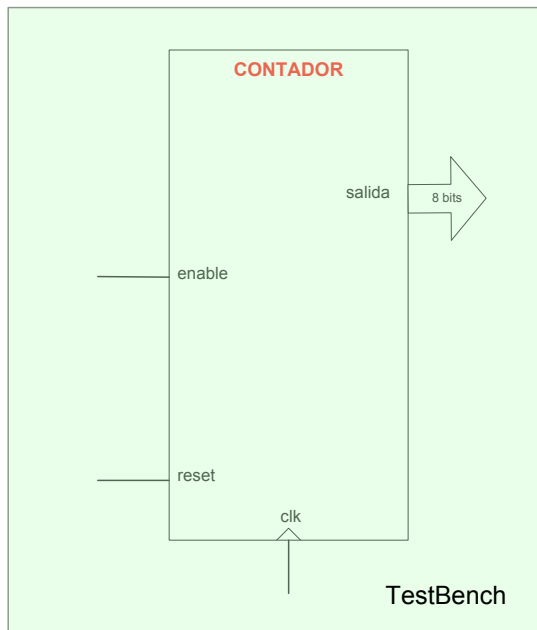 CONTADOR
salida
8 bits
enable
reset
clk
TestBench